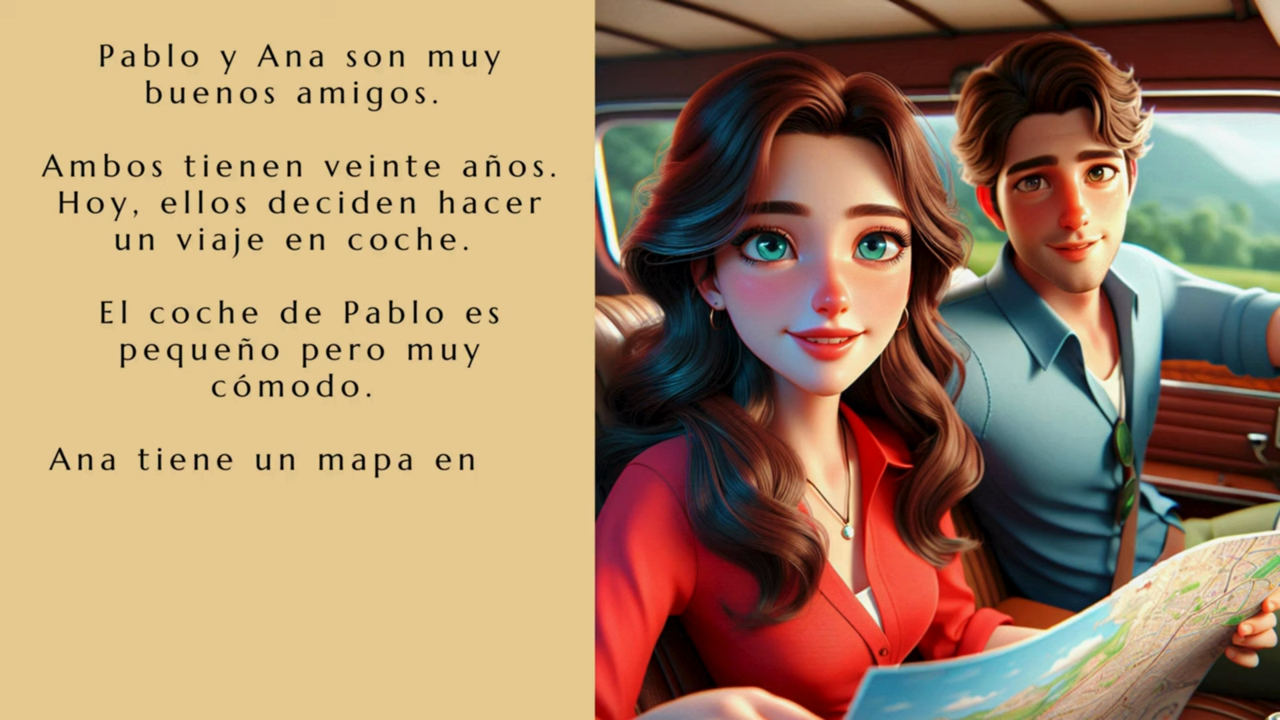 Pablo y Ana son muy
buenos amigos.
Ambos tienen veinte años.
Hoy, ellos deciden hacer
un viaje en coche.
El coche de Pablo es
pequeño pero muy
cómodo.
Ana tiene un mapa en